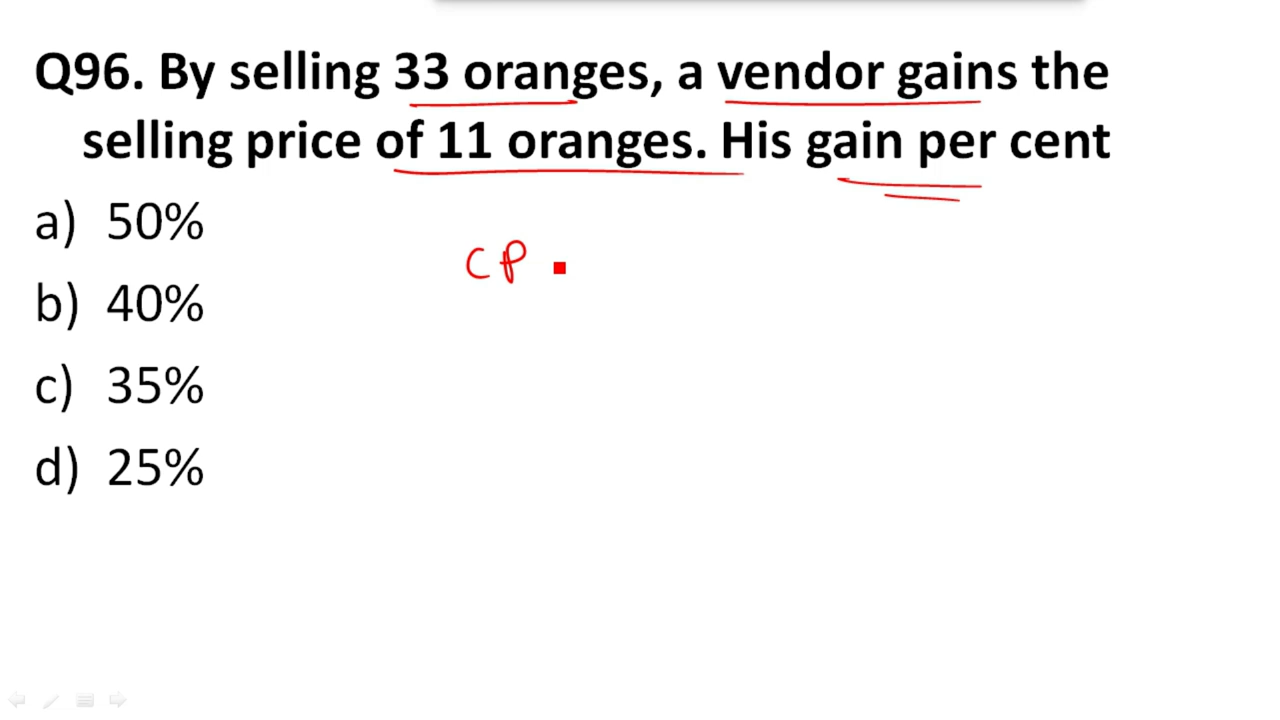 Q96. By selling 33 oranges, a vendor gains the
selling price of 11 oranges. His gain per cent
a) 50%
CP
b) 40%
c) 35%
d) 25%